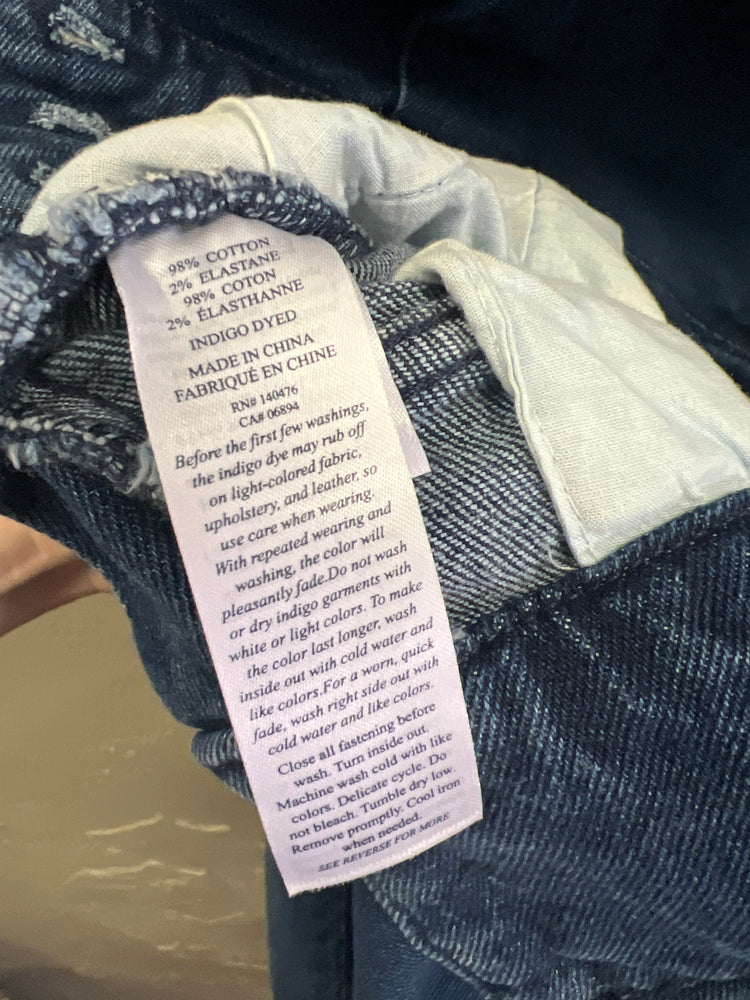 98% COTTON
2% ELASTANE
98% COTON
2% ÉLASTHANNE
INDIGO DYED
MADE IN CHINA
FABRIQUÉ EN CHINE
RN# 140476
CA# 06894
Before the first few washings,
the indigo dye may rub off
on light-colored fabric,
upholstery, and leather, so
use care when wearing.
With repeated wearing and
washing, the color will
pleasantly fade.Do not wash
or dry indigo garments with
white or light colors. To make
the color last longer, wash
inside out with cold water and
like colors.For a worn, quick
fade, wash right side out with
cold water and like colors.
Close all fastening before
wash. Turn inside out.
Machine wash cold with like
colors. Delicate cycle. Do
not bleach. Tumble dry low.
Remove promptly. Cool iron
when needed.
SEE REVERSE FOR MORE